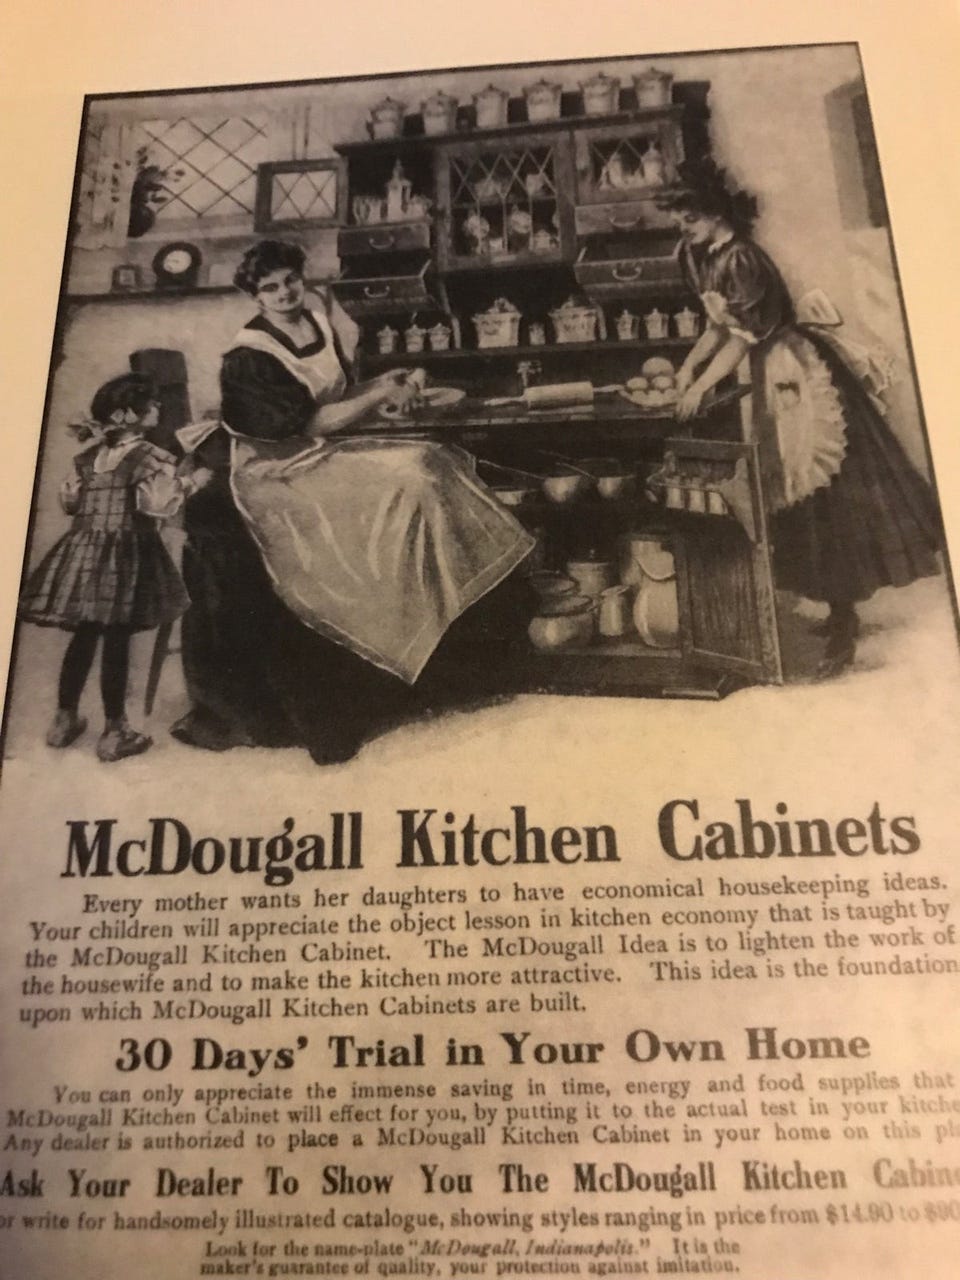 McDougall Kitchen Cabinets
Every mother wants her daughters to have economical housekeeping ideas.
Your children will appreciate the object lesson in kitchen economy that is taught by
the McDougall Kitchen Cabinet. The McDougall Idea is to lighten the work of
the housewife and to make the kitchen more attractive. This idea is the foundation
upon which McDougall Kitchen Cabinets are built.
30 Days' Trial in Your Own Home
You can only appreciate the immense saving in time, energy and food supplies that
McDougall Kitchen Cabinet will effect for you, by putting it to the actual test in your kitche
Any dealer is authorized to place a McDougall Kitchen Cabinet in your home on this pl
Ask Your Dealer To Show You The McDougall Kitchen Cabine
or write for handsomely illustrated catalogue, showing styles ranging in price from $14.90 to
Look for the name-plate "McDougall, Indianapolis." It is the
maker's guarantee of quality, your protection against imitation.